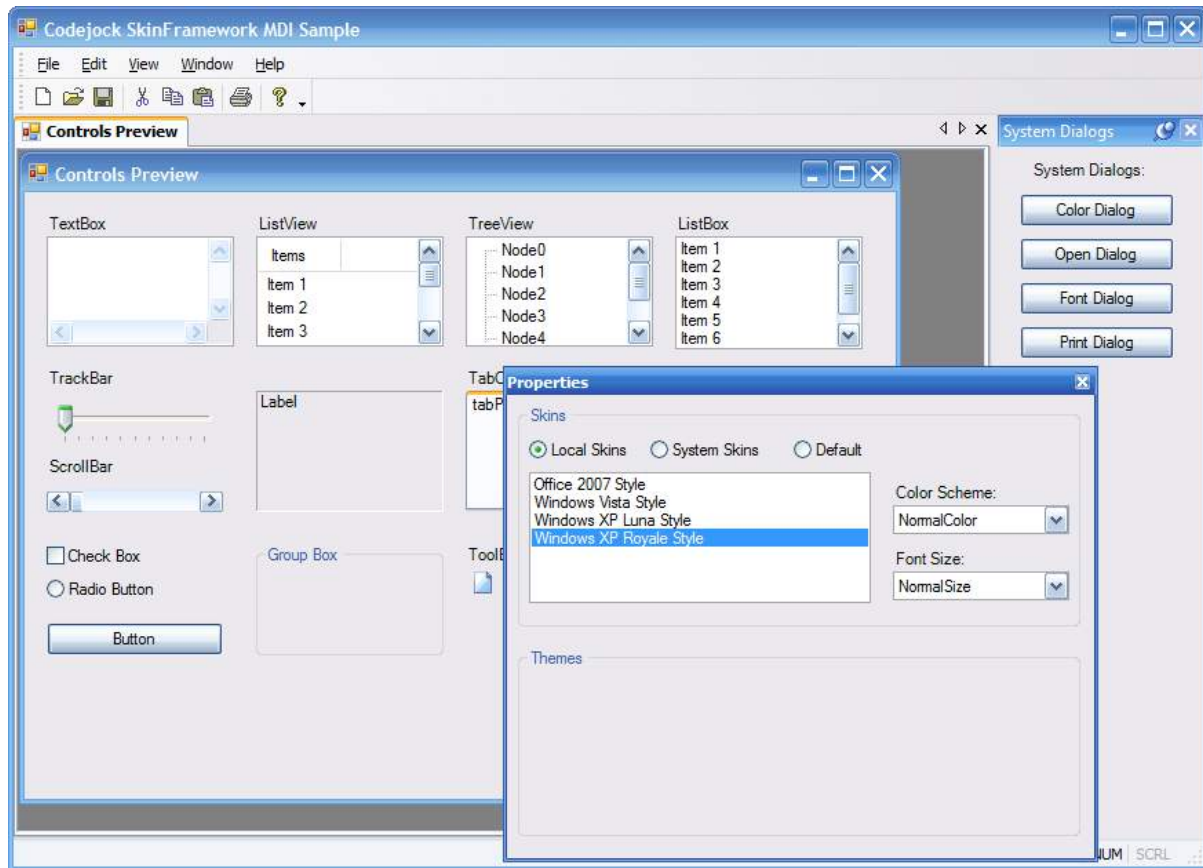 Codejock SkinFramework MDI Sample
File Edit View Window Help
Controls Preview
System Dialogs
Controls Preview
System Dialogs:
Color Dialog
Open Dialog
Font Dialog
Print Dialog
TextBox
ListView
TreeView
ListBox
Items
Item 1
Item 2
Item 3
Node0
Node1
Node2
Node3
Node4
Item 1
Item 2
Item 3
Item 4
Item 5
Item 6
TrackBar
Label
TabC
tabP
ScrollBar
Check Box
Radio Button
Button
Group Box
ToolB
Properties
Skins
Local Skins System Skins Default
Office 2007 Style
Windows Vista Style
Windows XP Luna Style
Windows XP Royale Style
Color Scheme:
NormalColor
Font Size:
NormalSize
Themes
NUM SCRL